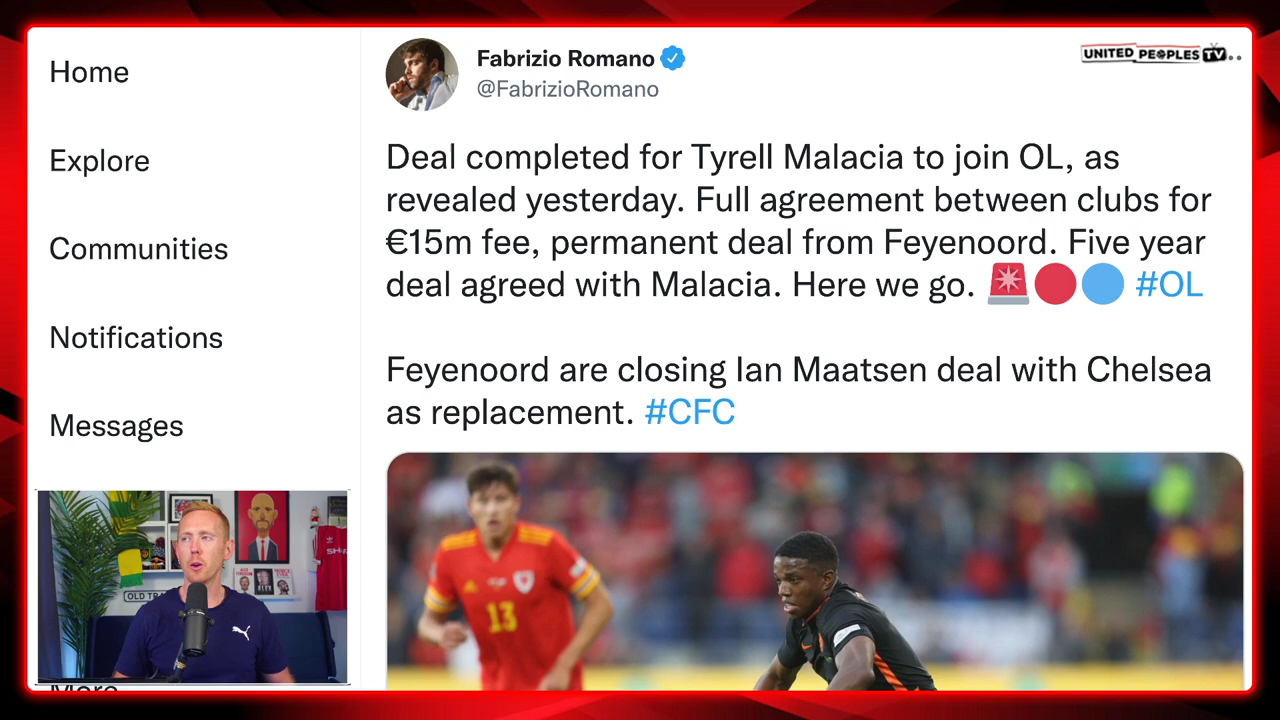 Home
Explore
Communities
Notifications
Messages
Fabrizio Romano
@FabrizioRomano
UNITED PEOPLES TV
Deal completed for Tyrell Malacia to join OL, as
revealed yesterday. Full agreement between clubs for
€15m fee, permanent deal from Feyenoord. Five year
deal agreed with Malacia. Here we go. 🚨🔴🔵 #OL
Feyenoord are closing Ian Maatsen deal with Chelsea
as replacement. #CFC
13
OLD TRA